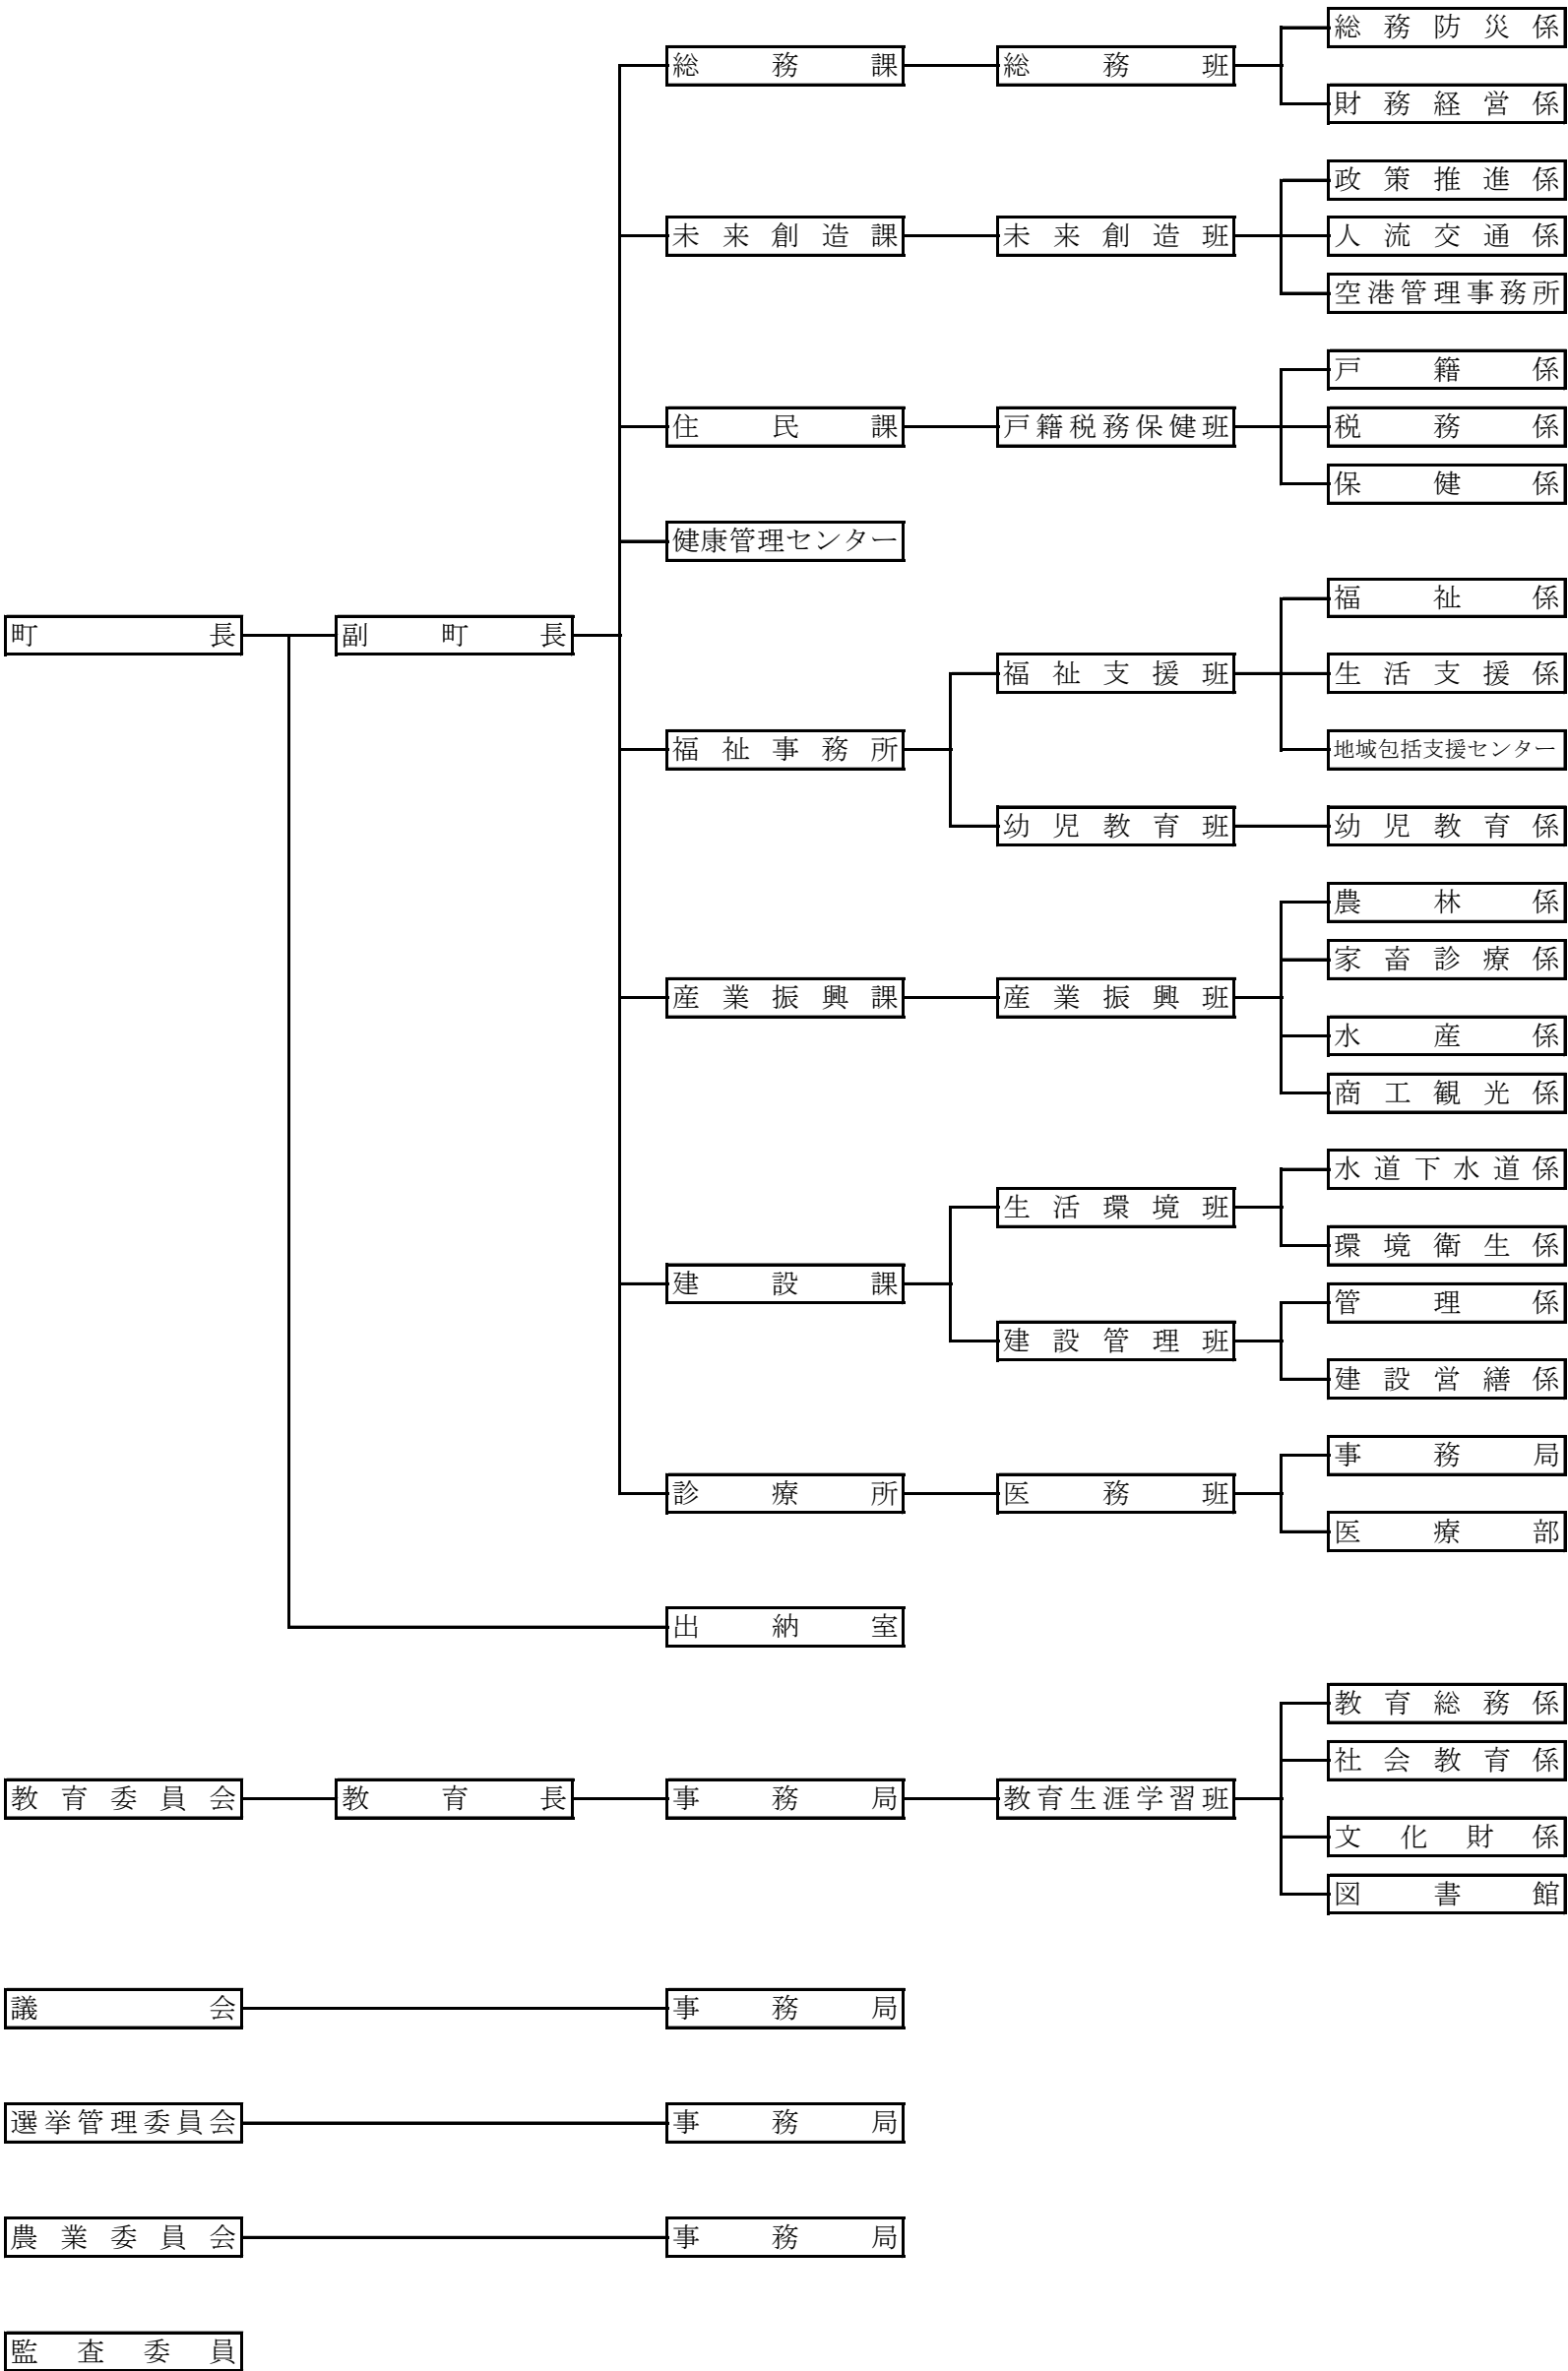 総務防災係
総務課 総務班
財務経営係
政策推進係
未来創造課 未来創造班 人流交通係
空港管理事務所
戸籍係
住民課 戸籍税務保健班 税務係
保健係
健康管理センター
福祉係
町長 副町長
福祉支援班 生活支援係
福祉事務所 地域包括支援センター
幼児教育班 幼児教育係
農林係
家畜診療係
産業振興課 産業振興班
水産係
商工観光係
水道下水道係
生活環境班
環境衛生係
建設課
管理係
建設管理班
建設営繕係
事務局
診療所 医務班
医療部
出納室
教育総務係
社会教育係
教育委員会 教育長 事務局 教育生涯学習班
文化財係
図書館
議会 事務局
選挙管理委員会 事務局
農業委員会 事務局
監査委員